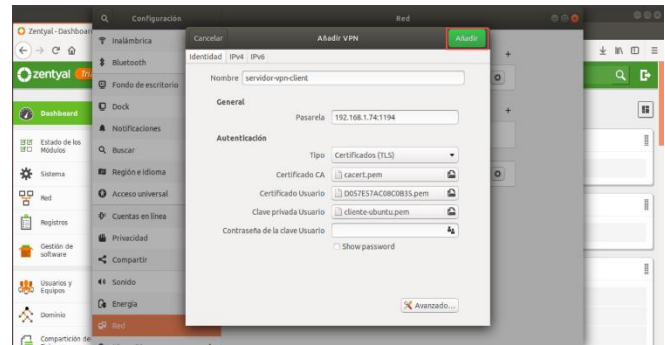 Configuración
Red
Zentyal - Dashboar
zentyal
Dashboard
Estado de los
Módulos
Sistema
Red
Registros
Gestión de
software
Usuarios y
Equipos
Dominio
Compartición de
Inalámbrica
Bluetooth
Fondo de escritorio
Dock
Notificaciones
Buscar
Región e idioma
Acceso universal
Cuentas en línea
Privacidad
Compartir
Sonido
Energía
Red
Cancelar
Añadir VPN
Añadir
Identidad IPv4 IPv6
Nombre servidor-vpn-client
General
Pasarela 192.168.1.74:1194
Autenticación
Tipo Certificados (TLS)
Certificado CA cacert.pem
Certificado Usuario D057E57AC08C0B35.pem
Clave privada Usuario cliente-ubuntu.pem
Contraseña de la clave Usuario
Show password
Avanzado...